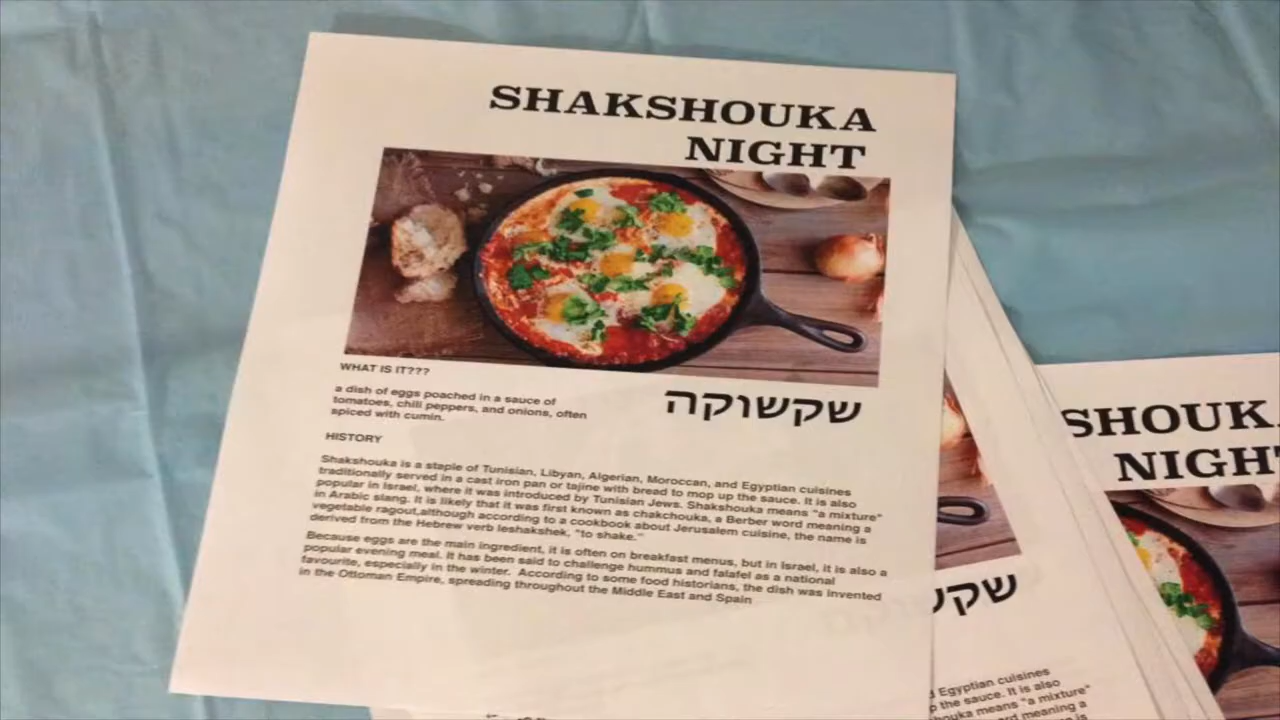 SHAKSHOUKA
NIGHT
WHAT IS IT???
a dish of eggs poached in a sauce of
tomatoes, chili peppers, and onions, often
spiced with cumin.
שקשוקה
HISTORY
Shakshouka is a staple of Tunisian, Libyan, Algerian, Moroccan, and Egyptian cuisines
traditionally served in a cast iron pan or tajine with bread to mop up the sauce. It is also
popular in Israel, where it was introduced by Tunisian Jews. Shakshouka means "a mixture"
in Arabic slang. It is likely that it was first known as chakchouka, a Berber word meaning a
vegetable ragout,although according to a cookbook about Jerusalem cuisine, the name is
derived from the Hebrew verb leshakshek, "to shake."
Because eggs are the main ingredient, it is often on breakfast menus, but in Israel, it is also a
popular evening meal. It has been said to challenge hummus and falafel as a national
favourite, especially in the winter. According to some food historians, the dish was invented
in the Ottoman Empire, spreading throughout the Middle East and Spain
SHOUK
NIGHT
שקש
Egyptian cuisines
the sauce. It is also
means "a mixture"
word meaning a